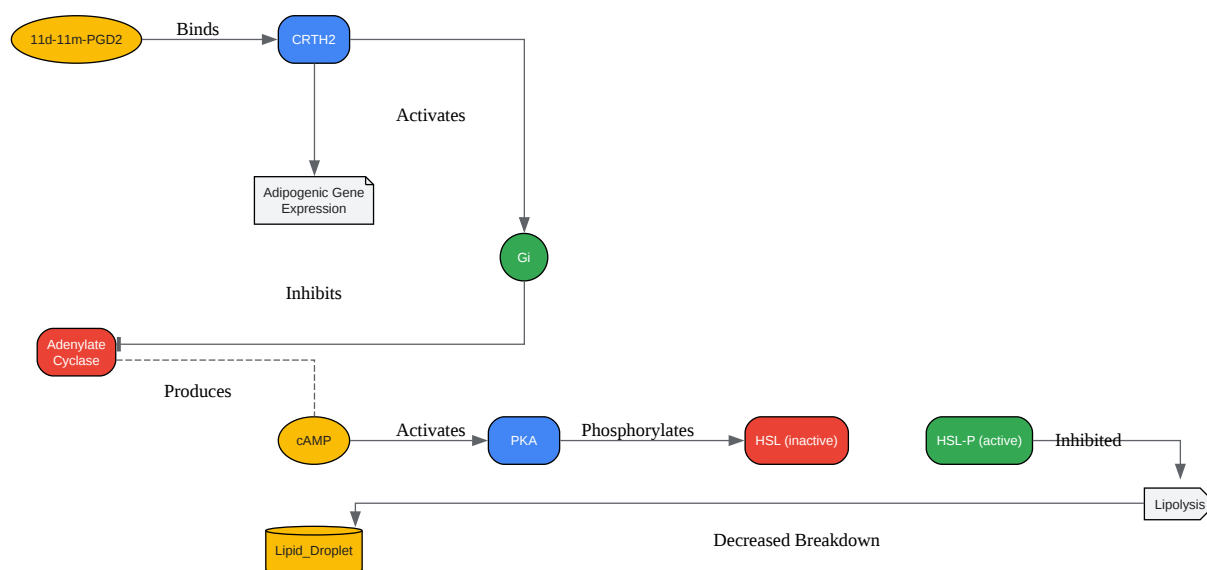 11d-11m-PGD2
Binds
CRTH2
Activates
Adipogenic Gene
Expression
Gi
Inhibits
Adenylate
Cyclase
Produces
cAMP
Activates
PKA
Phosphorylates
HSL (inactive)
HSL-P (active)
Inhibited
Lipolysis
Decreased Breakdown
Lipid_Droplet